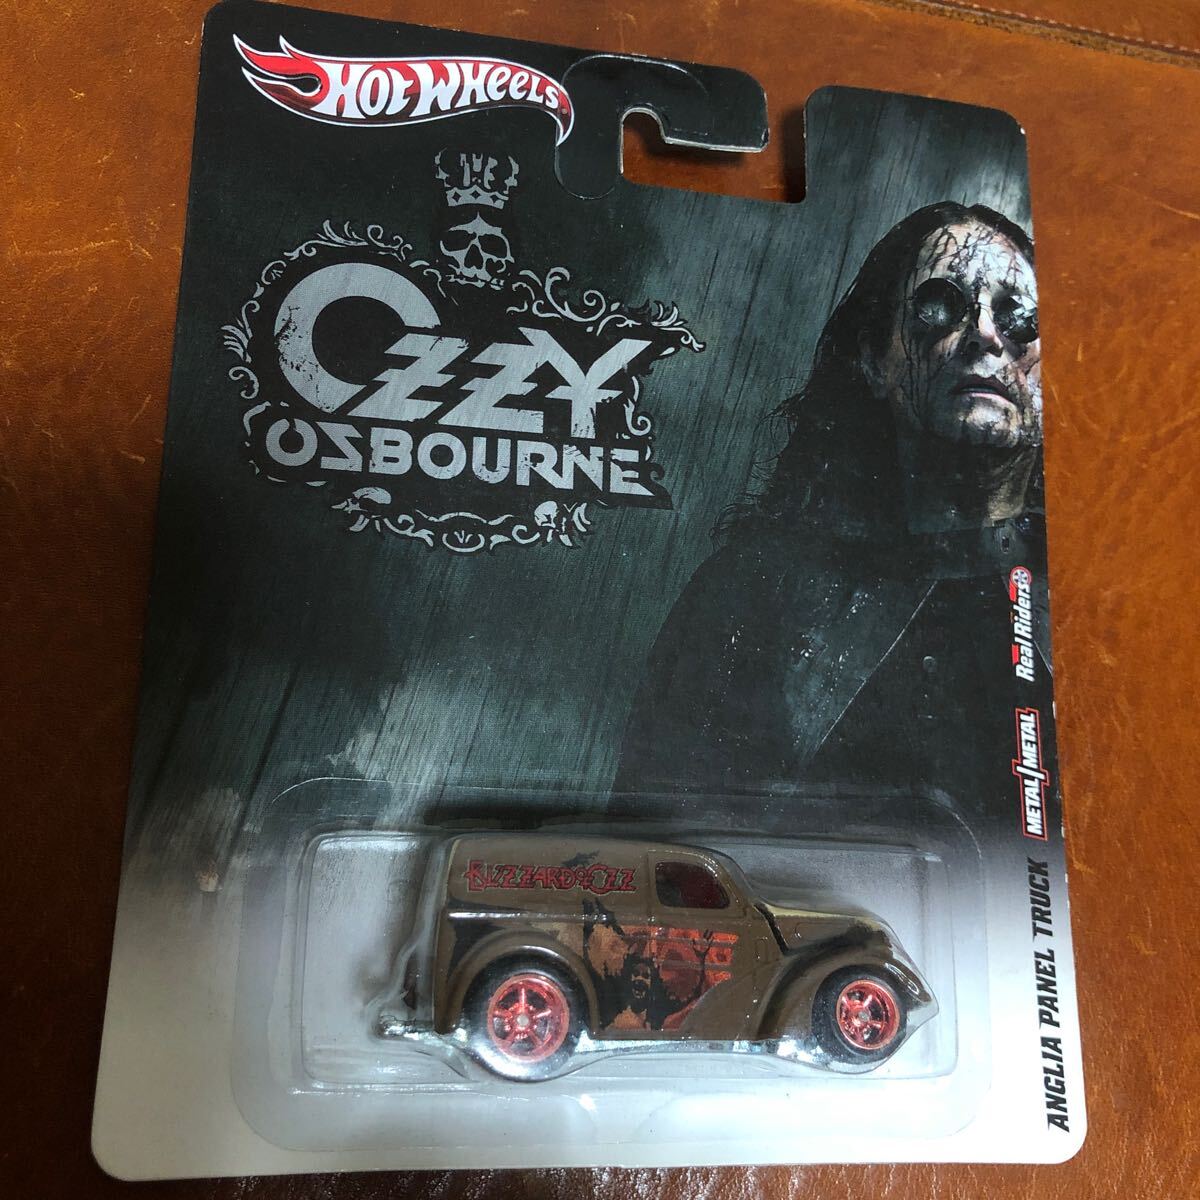 HOT WHEELS
OZZY
OSBOURNE
Real Riders®
METAL/METAL
ANGLIA PANEL TRUCK
BLIZZARD OF OZZ